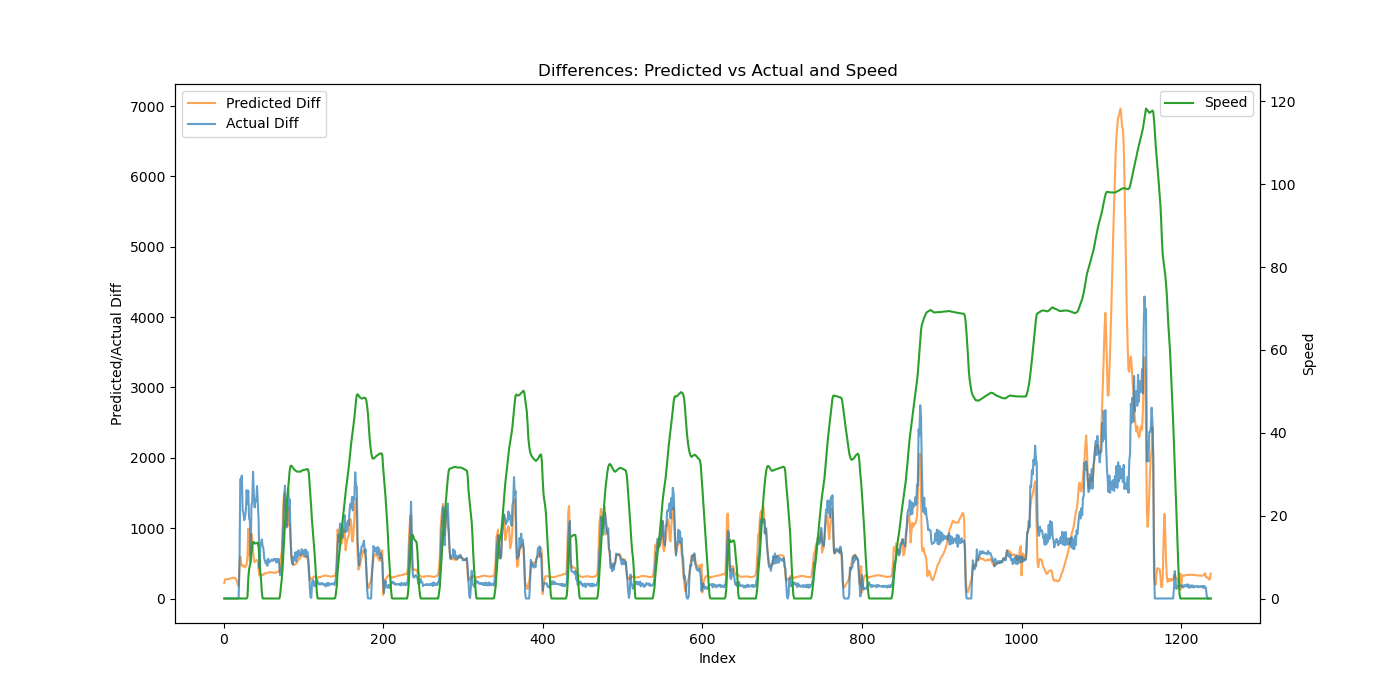 Differences: Predicted vs Actual and Speed
Predicted Diff
Actual Diff
Speed
7000
6000
5000
4000
3000
2000
1000
0
Predicted/Actual Diff
120
100
80
60
40
20
0
Speed
0 200 400 600 800 1000 1200
Index